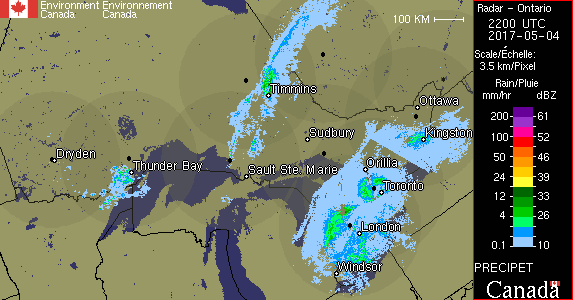 Environment Environnement
Canada Canada
Radar - Ontario
2200 UTC
2017-05-04
100 KM
Scale/Échelle:
3.5 km/Pixel
Rain/Pluie
mm/hr dBZ
200 61
100 52
50 46
24 39
12 33
4 26
0.1 10
PRECIPET
Canada
Timmins
Ottawa
Kingston
Sudbury
Dryden
Thunder Bay
Sault Ste. Marie
Orillia
Toronto
London
Windsor